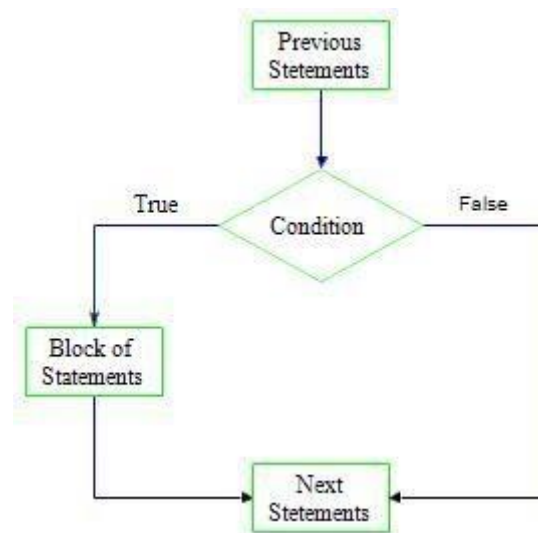 Previous
Stetements
True
Condition
False
Block of
Statements
Next
Stetements